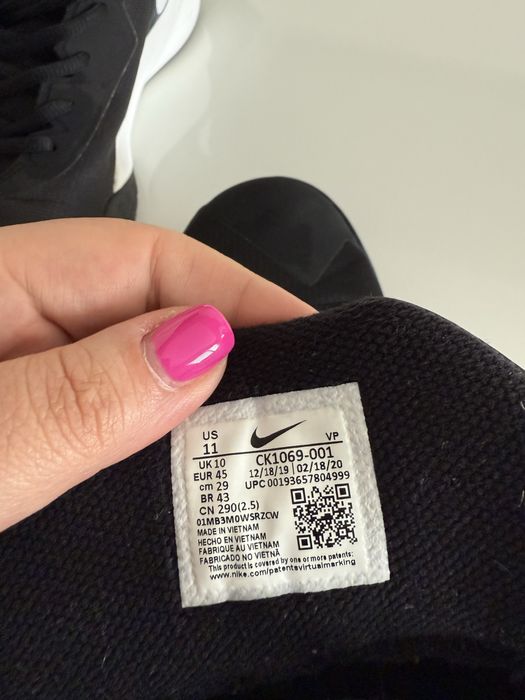 US
11
VP
UK 10
EUR 45
cm 29
BR 43
CN 290(2.5)
CK1069-001
12/18/19 | 02/18/20
UPC 00193657804999
01MB3M0WSRZCW
MADE IN VIETNAM
HECHO EN VIETNAM
FABRIQUE AU VIETNAM
FABRICADO NO VIETNÃ
This product is covered by one or more patents:
www.nike.com/patentsvirtualmarking